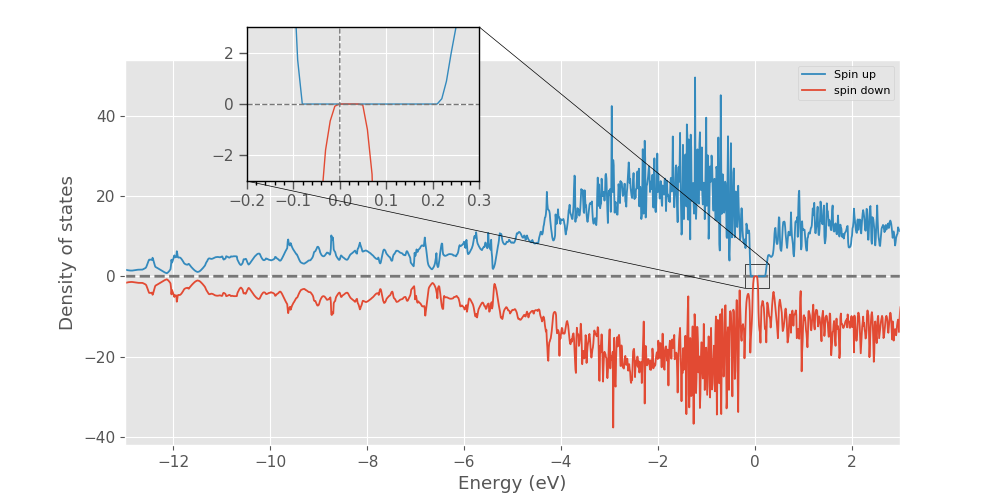 2
0
−2
−0.2 −0.1 0.0 0.1 0.2 0.3
Spin up
spin down
40
20
0
−20
−40
Density of states
−12 −10 −8 −6 −4 −2 0 2
Energy (eV)